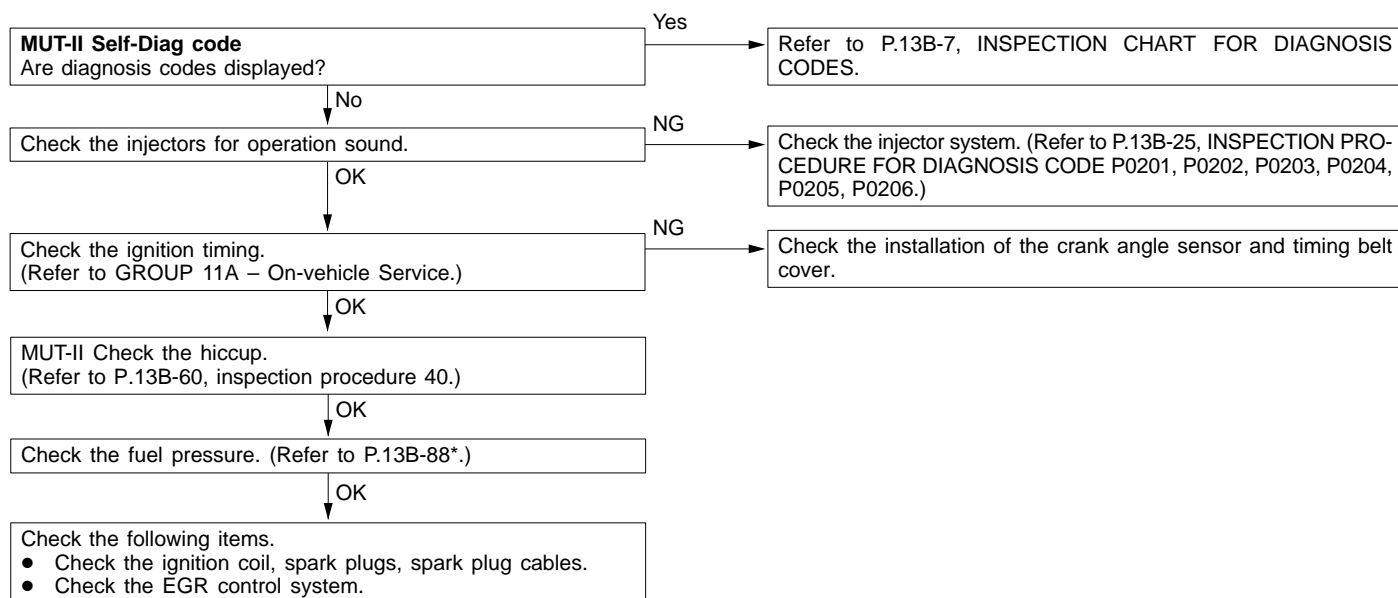 MUT-II Self-Diag code
Are diagnosis codes displayed?
Yes
Refer to P.13B-7, INSPECTION CHART FOR DIAGNOSIS
CODES.
No
Check the injectors for operation sound.
NG
Check the injector system. (Refer to P.13B-25, INSPECTION PRO-
CEDURE FOR DIAGNOSIS CODE P0201, P0202, P0203, P0204,
P0205, P0206.)
OK
Check the ignition timing.
(Refer to GROUP 11A – On-vehicle Service.)
NG
Check the installation of the crank angle sensor and timing belt
cover.
OK
MUT-II Check the hiccup.
(Refer to P.13B-60, inspection procedure 40.)
OK
Check the fuel pressure. (Refer to P.13B-88*.)
OK
Check the following items.
● Check the ignition coil, spark plugs, spark plug cables.
● Check the EGR control system.